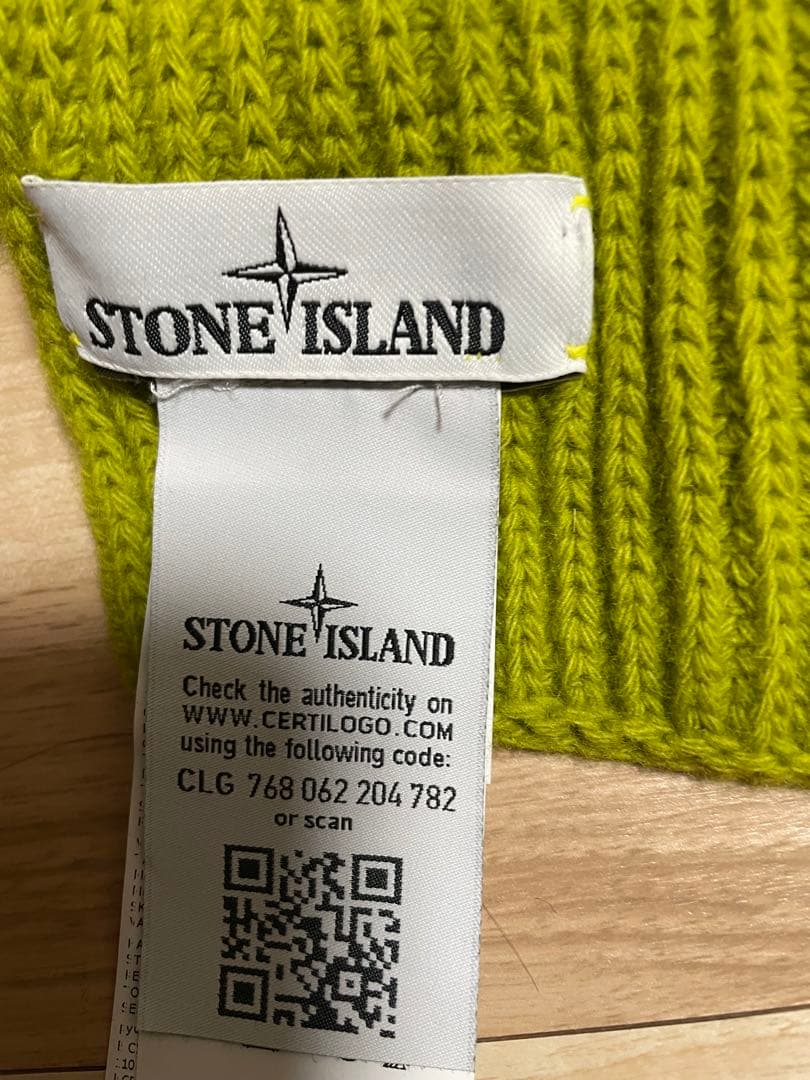 STONE ISLAND
STONE ISLAND
Check the authenticity on
WWW.CERTILOGO.COM
using the following code:
CLG 768 062 204 782
or scan